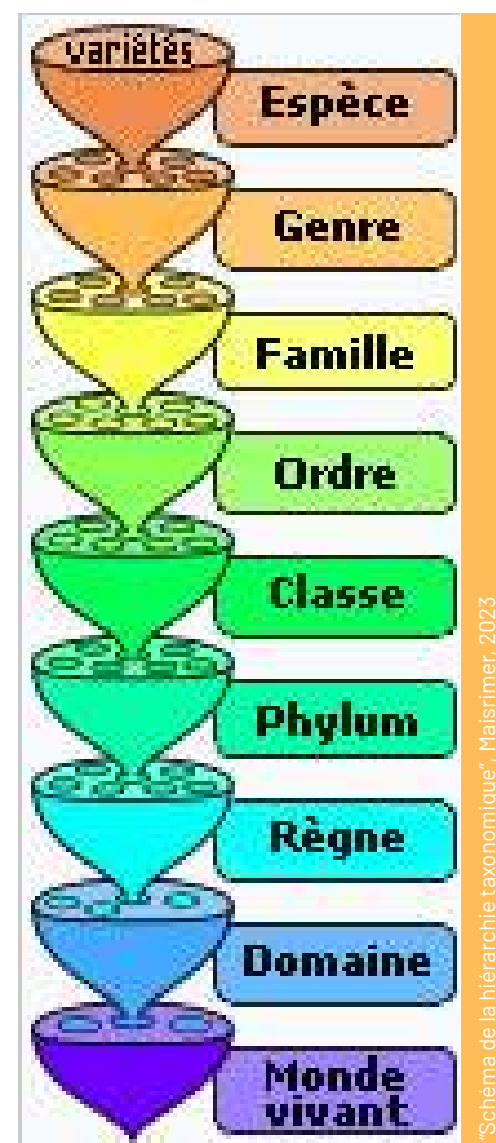 variétés
Espèce
Genre
Famille
Ordre
Classe
Phylum
Règne
Domaine
Monde
vivant
"Schéma de la hiérarchie taxonomique", Maisrimer, 2023